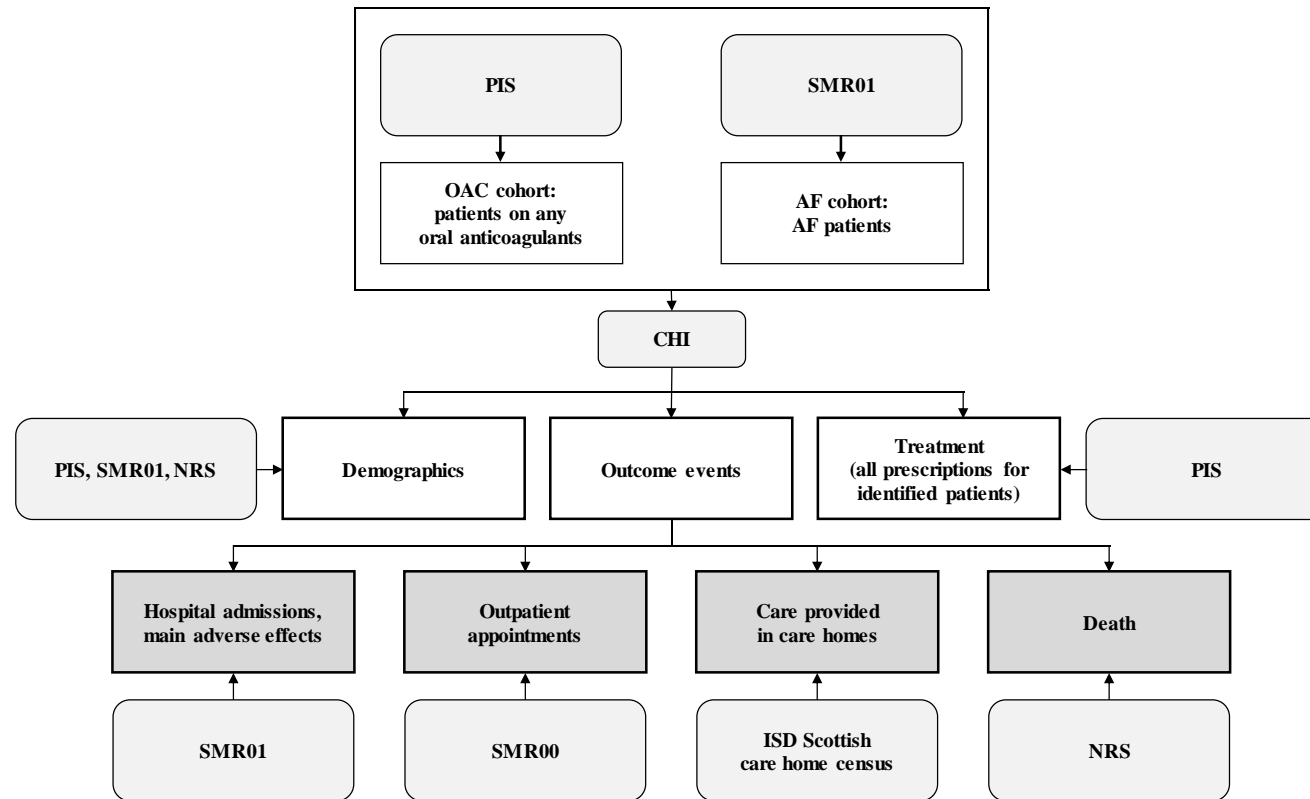 PIS
SMR01
OAC cohort:
patients on any
oral anticoagulants
AF cohort:
AF patients
CHI
PIS, SMR01, NRS
Demographics
Outcome events
Treatment
(all prescriptions for
identified patients)
PIS
Hospital admissions,
main adverse effects
Outpatient
appointments
Care provided
in care homes
Death
SMR01
SMR00
ISD Scottish
care home census
NRS